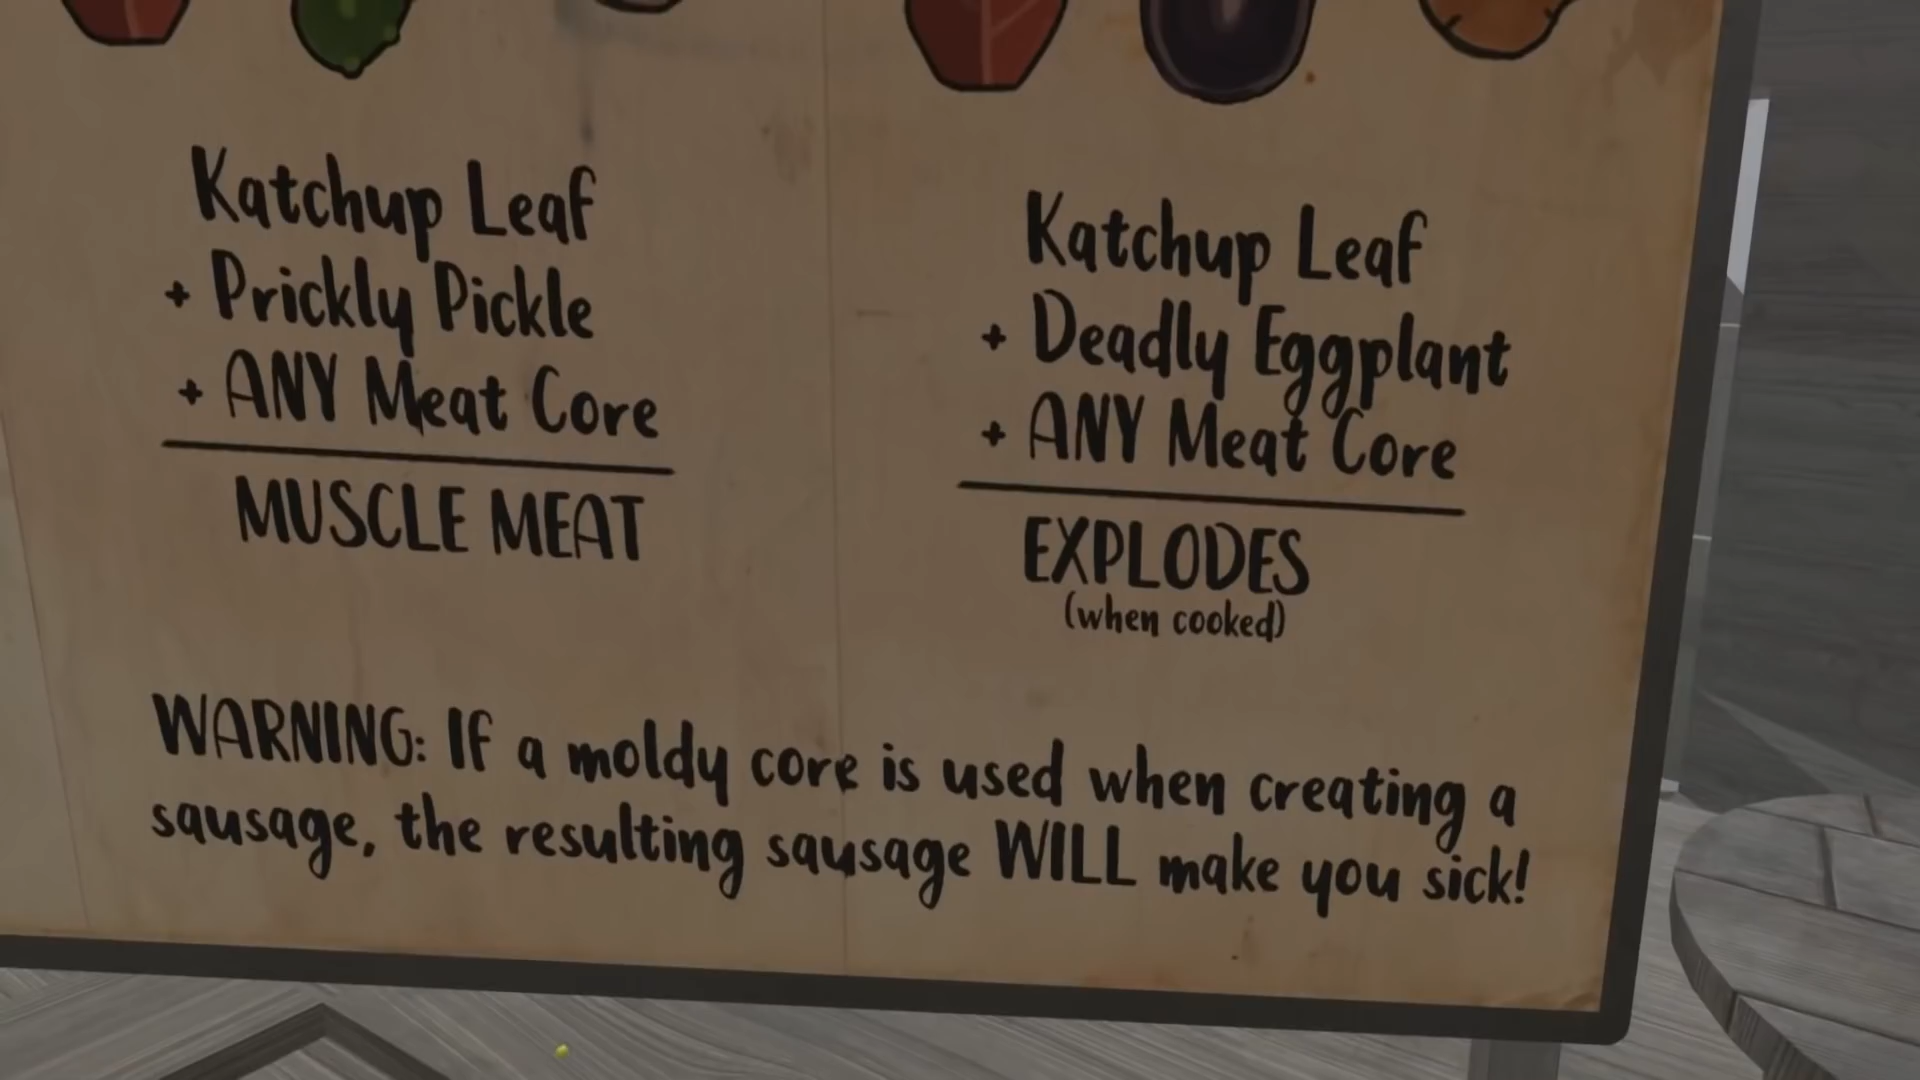 Katchup Leaf
+ Prickly Pickle
+ ANY Meat Core
MUSCLE MEAT
Katchup Leaf
+ Deadly Eggplant
+ ANY Meat Core
EXPLODES
(when cooked)
WARNING: If a moldy core is used when creating a
sausage, the resulting sausage WILL make you sick!